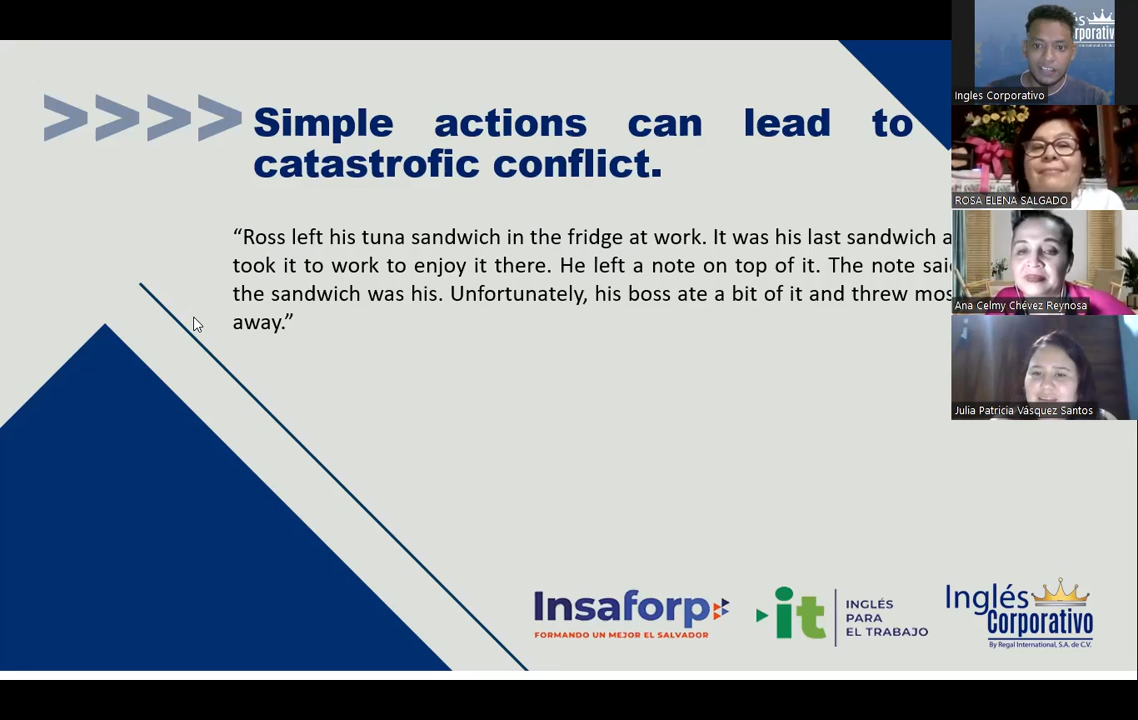 >>>> Simple actions can lead to
catastrofic conflict.
“Ross left his tuna sandwich in the fridge at work. It was his last sandwich
took it to work to enjoy it there. He left a note on top of it. The note
the sandwich was his. Unfortunately, his boss ate a bit of it and threw
away.”
Insaforp
FORMANDO UN MEJOR EL SALVADOR
it
INGLÉS
PARA
EL TRABAJO
Inglés
Corporativo
By Regal International, S.A. de C.V.
Ingles Corporativo
ROSA ELENA SALGADO
Ana Celmy Chévez Reynosa
Julia Patricia Vásquez Santos